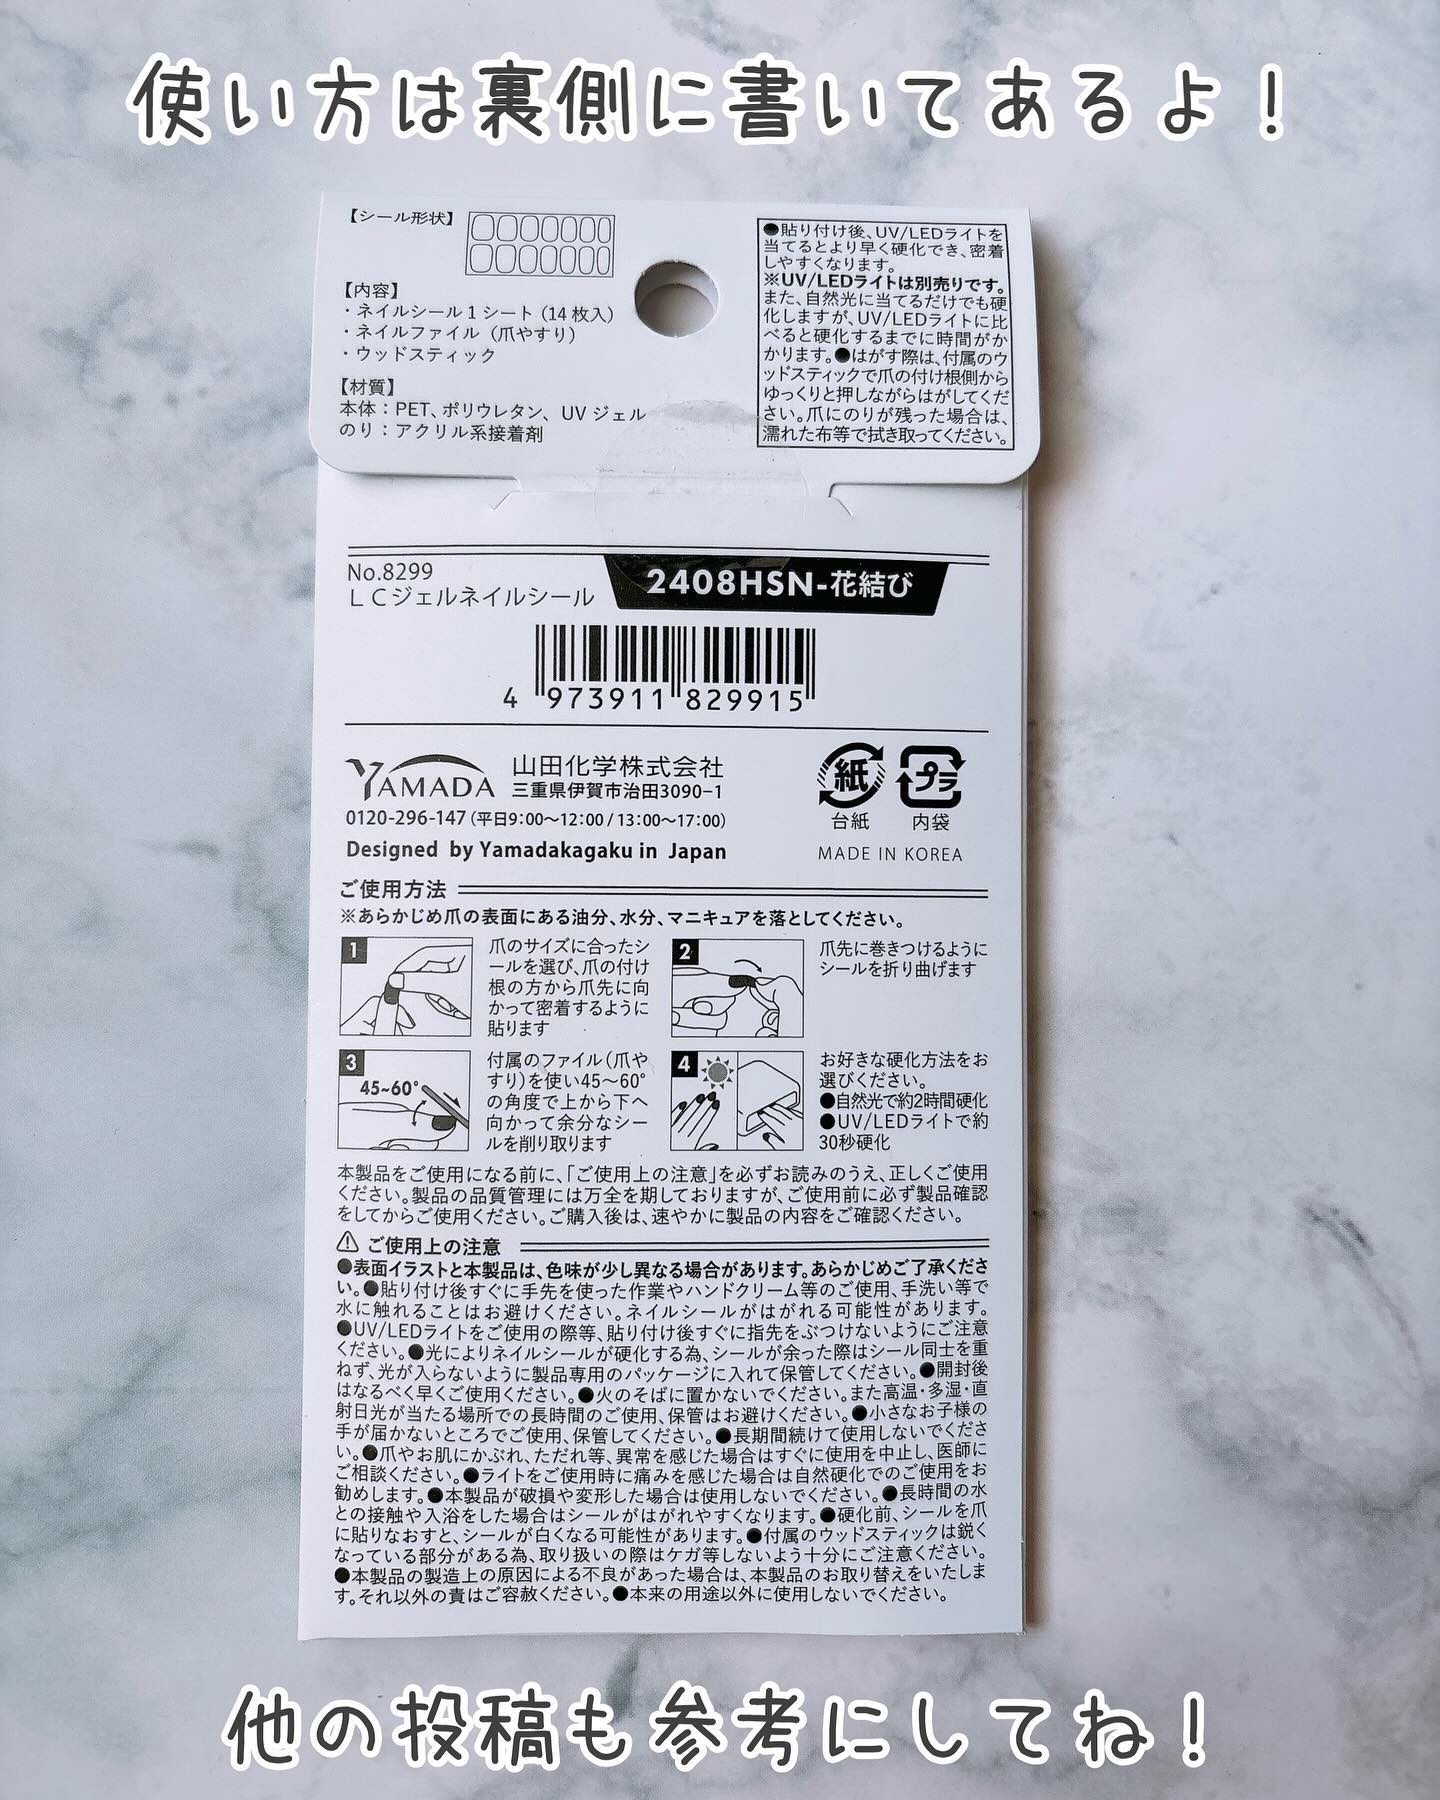 使い方は裏側に書いてあるよ！
【シール形状】
【内容】
・ネイルシール1シート（14枚入）
・ネイルファイル（爪やすり）
・ウッドスティック
【材質】
本体：PET、ポリウレタン、UVジェル
のり：アクリル系接着剤
●貼り付け後、UV/LEDライトを
当てるとより早く硬化でき、密着
しやすくなります。
※UV/LEDライトは別売りです。
また、自然光に当てるだけでも硬
化しますが、UV/LEDライトに比
べると硬化するまでに時間がか
かります。●はがす際は、付属のウ
ッドスティックで爪の付け根側から
ゆっくりと押しながらはがしてくだ
さい。爪にのりが残った場合は、
濡れた布等で拭き取ってください。
No.8299
LCジェルネイルシール
2408HSN-花結び
4 973911 829915
YAMADA
山田化学株式会社
三重県伊賀市治田3090-1
0120-296-147（平日9：00～12：00 / 13：00～17：00）
Designed by Yamadakagaku in Japan
紙
台紙
プラ
内袋
MADE IN KOREA
ご使用方法
※あらかじめ爪の表面にある油分、水分、マニキュアを落としてください。
1
爪のサイズに合ったシ
ールを選び、爪の付け
根の方から爪先に向
かって密着するように
貼ります
2
爪先に巻きつけるように
シールを折り曲げます
3
45~60°
付属のファイル（爪や
すり）を使い45～60°
の角度で上から下へ
向かって余分なシー
ルを削り取ります
4
お好きな硬化方法をお
選びください。
●自然光で約2時間硬化
●UV/LEDライトで約
30秒硬化
本製品をご使用になる前に、「ご使用上の注意」を必ずお読みのうえ、正しくご使用
ください。製品の品質管理には万全を期しておりますが、ご使用前に必ず製品確認
をしてからご使用ください。ご購入後は、速やかに製品の内容をご確認ください。
⚠ ご使用上の注意
●表面イラストと本製品は、色味が少し異なる場合があります。あらかじめご了承くださ
い。●貼り付け後すぐに手先を使った作業やハンドクリーム等のご使用、手洗い等で
水に触れることはお避けください。ネイルシールがはがれる可能性があります。
●UV/LEDライトをご使用の際等、貼り付け後すぐに指先をぶつけないようにご注意
ください。●光によりネイルシールが硬化する為、シールが余った際はシール同士を重
ねず、光が入らないように製品専用のパッケージに入れて保管してください。●開封後
はなるべく早くご使用ください。●火のそばに置かないでください。また高温・多湿・直
射日光が当たる場所での長時間のご使用、保管はお避けください。●小さなお子様の
手が届かないところでご使用、保管してください。●長期間続けて使用しないでくださ
い。●爪やお肌にかぶれ、ただれ等、異常を感じた場合はすぐに使用を中止し、医師に
ご相談ください。●ライトをご使用時に痛みを感じた場合は自然硬化でのご使用をお
勧めします。●本製品が破損や変形した場合は使用しないでください。●長時間の水
との接触や入浴をした場合はシールがはがれやすくなります。●硬化前、シールを爪
に貼りなおすと、シールが白くなる可能性があります。●付属のウッドスティックは鋭く
なっている部分がある為、取り扱いの際はケガ等しないよう十分にご注意ください。
●本製品の製造上の原因による不良があった場合は、本製品のお取り替えをいたしま
す。それ以外の責はご容赦ください。●本来の用途以外に使用しないでください。
他の投稿も参考にしてね！